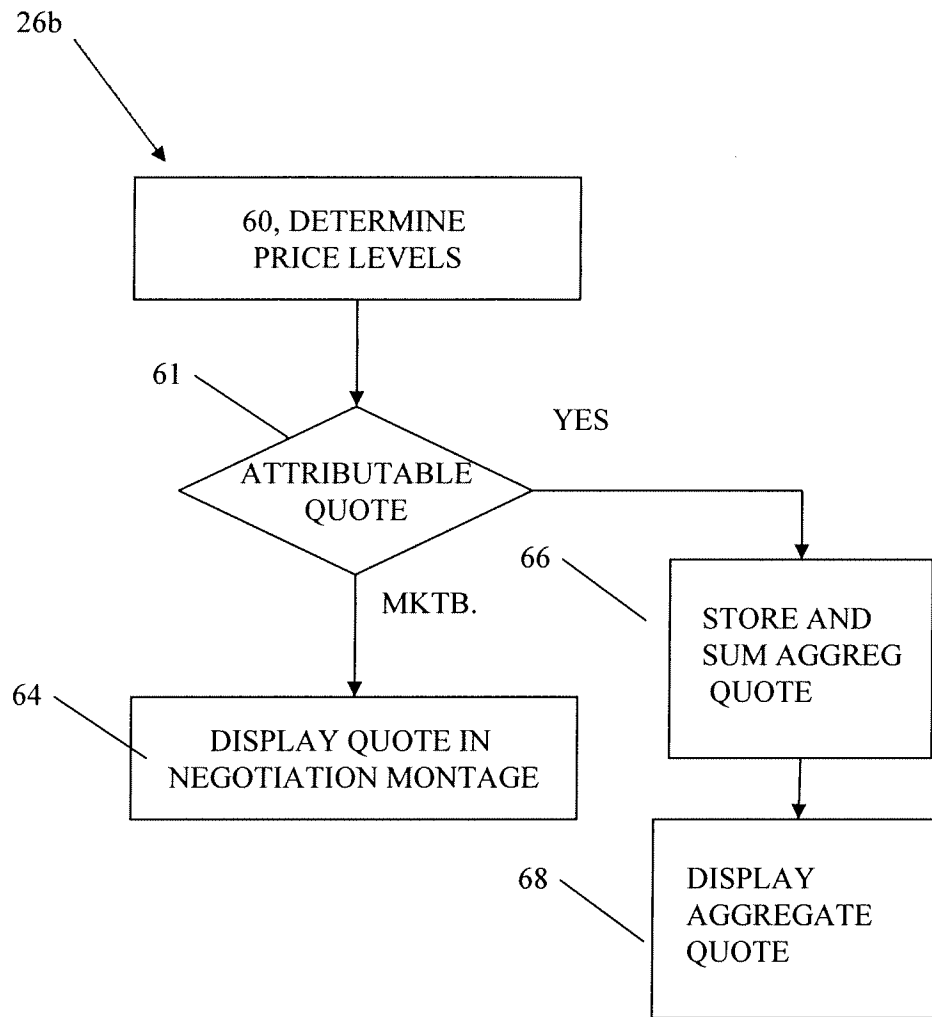 26b
60, DETERMINE
PRICE LEVELS
61
YES
ATTRIBUTABLE
QUOTE
66
MKTB.
STORE AND
SUM AGGREG
QUOTE
64
DISPLAY QUOTE IN
NEGOTIATION MONTAGE
68
DISPLAY
AGGREGATE
QUOTE